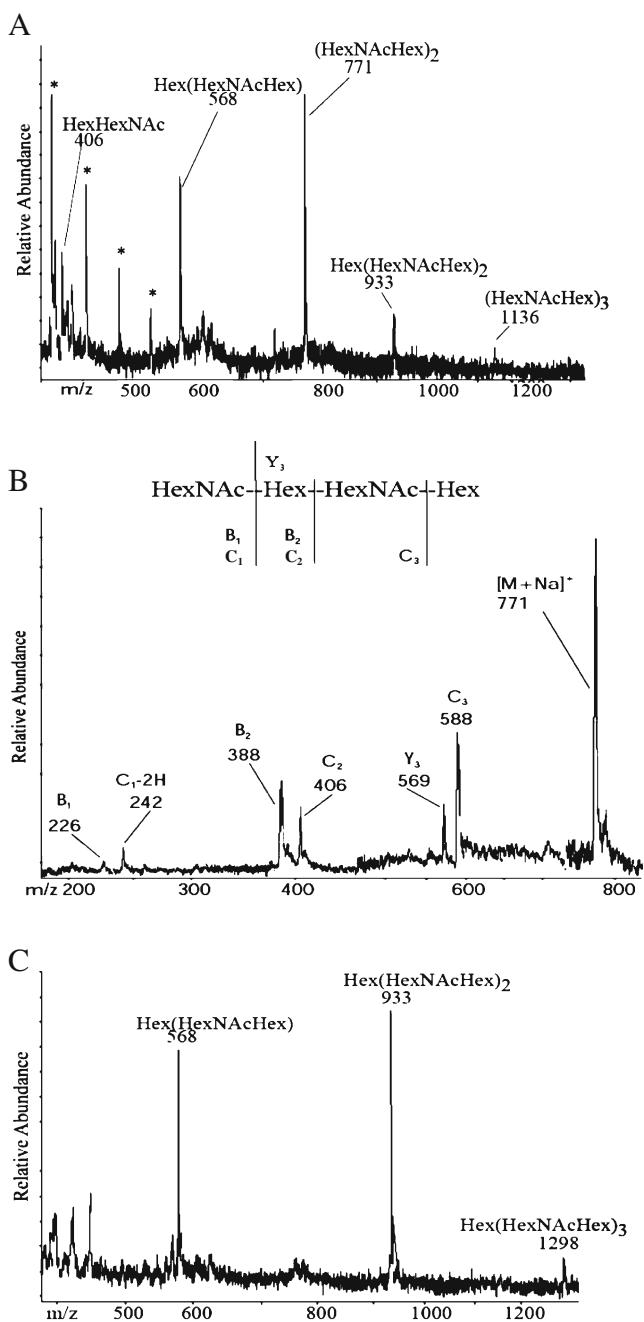 A
(HexNAcHex)2
771
Hex(HexNAcHex)
568
HexHexNAc
406
*
*
*
*
Hex(HexNAcHex)2
933
(HexNAcHex)3
1136
Relative Abundance
m/z 500 600 800 1000 1200
B
Y3
HexNAc--Hex--HexNAc--Hex
B1 B2
C1 C2 C3
[M + Na]+
771
C3
588
B2
388
C2
406
Y3
569
C1-2H
242
B1
226
Relative Abundance
m/z 200 300 400 600 800
C
Hex(HexNAcHex)2
933
Hex(HexNAcHex)
568
Hex(HexNAcHex)3
1298
Relative Abundance
m/z 500 600 800 1000 1200